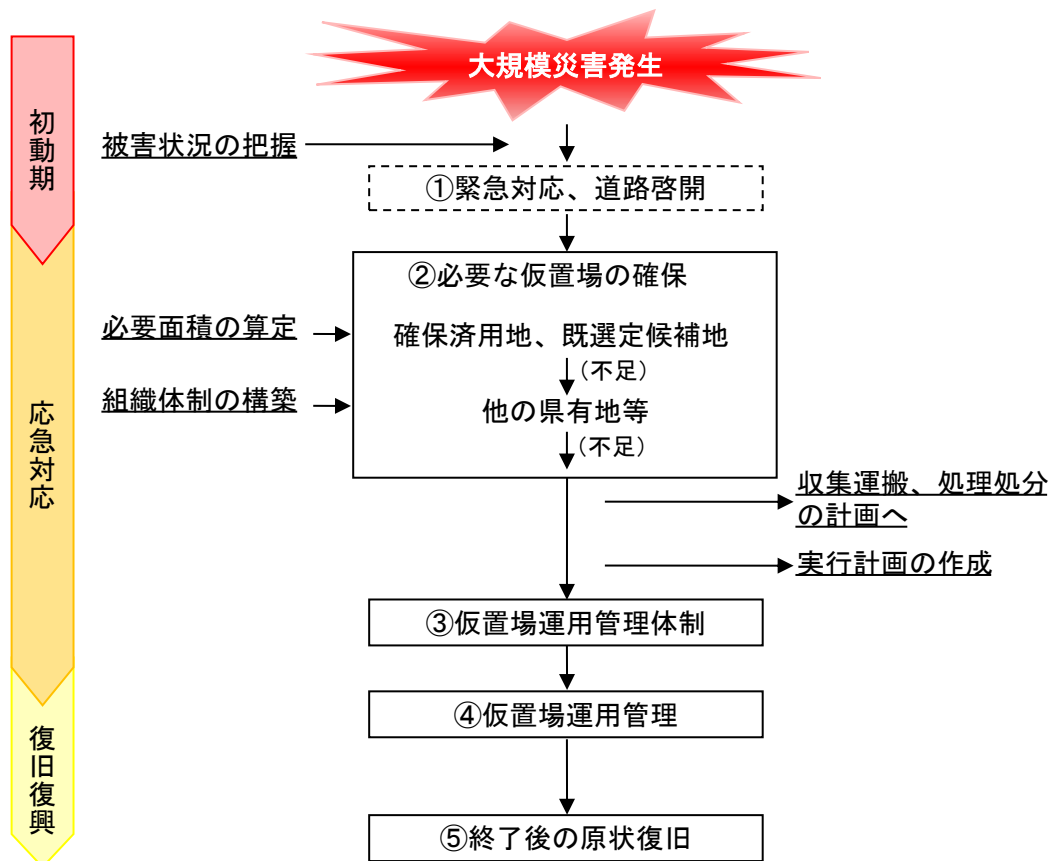 大規模災害発生
初動期
被害状況の把握
①緊急対応、道路啓開
②必要な仮置場の確保
必要面積の算定
確保済用地、既選定候補地
（不足）
組織体制の構築
他の県有地等
（不足）
応急対応
収集運搬、処理処分
の計画へ
実行計画の作成
③仮置場運用管理体制
④仮置場運用管理
復旧復興
⑤終了後の原状復旧